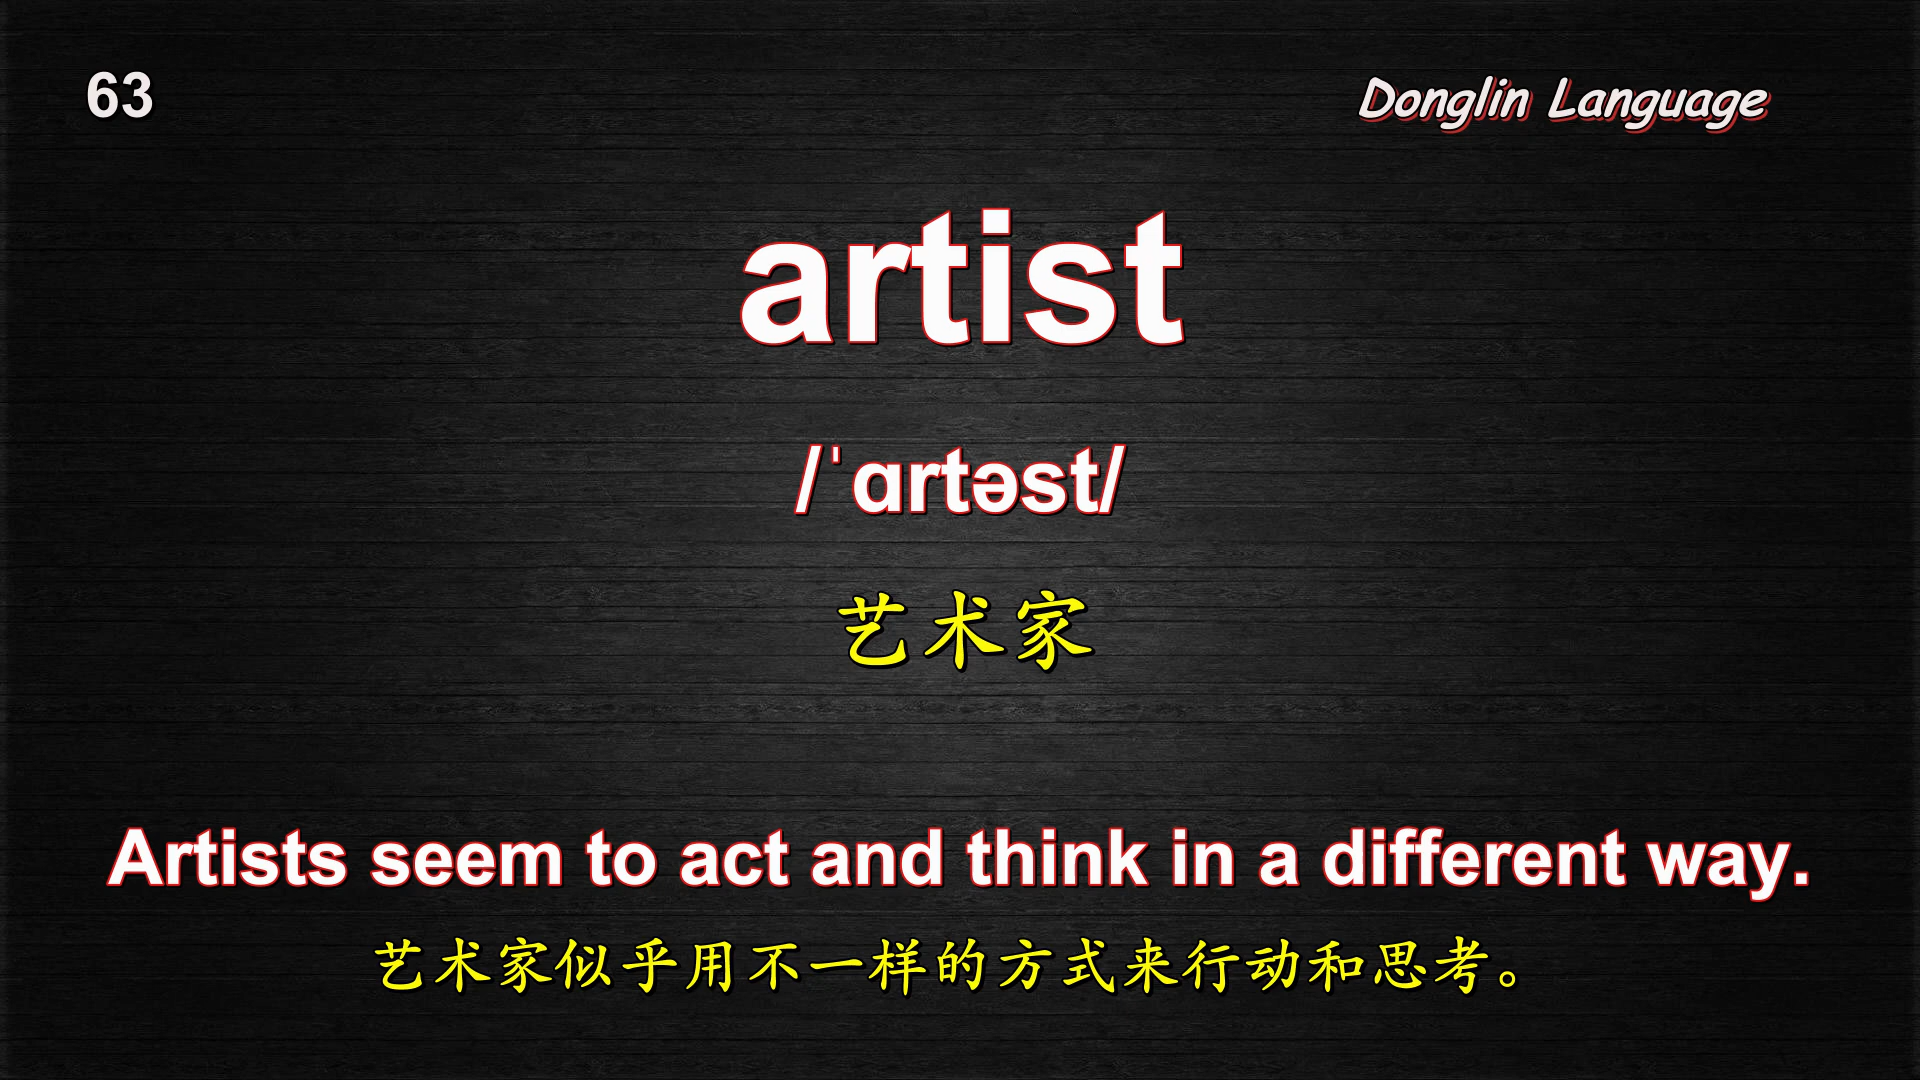 63
Donglin Language
artist
/ˈɑrtəst/
艺术家
Artists seem to act and think in a different way.
艺术家似乎用不一样的方式来行动和思考。